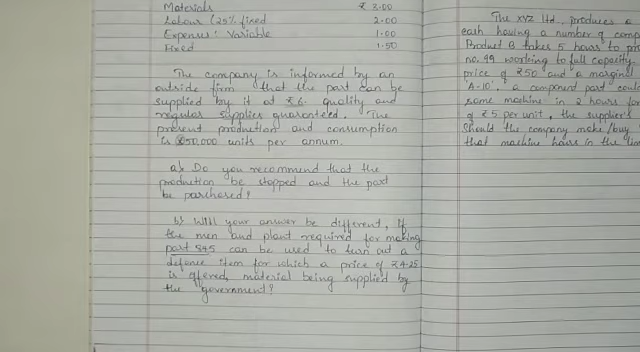 Materials ₹ 3.00
Labour (25% fixed 2.00
Expenses: Variable 1.00
Fixed 1.50
The company is informed by an
outside firm that the part can be
supplied by it at ₹6. quality and
regular supplies guaranteed. The
present production and consumption
is 50,000 units per annum.
a) Do you recommend that the
production be stopped and the part
be purchased?
b) Will your answer be different, if
the men and plant required for making
part 845 can be used to turn out a
defence item for which a price of ₹4.25
is offered, material being supplied by
the government?
The XYZ Ltd., produces a
each having a number of comp
Product B takes 5 hours to pro
no. 99 working to full capacity.
price of ₹50 and a marginal
'A-10', a component part could
same machine in 2 hours for
of ₹5 per unit, the supplier's
Should the company make/buy
that machine hours in the lim